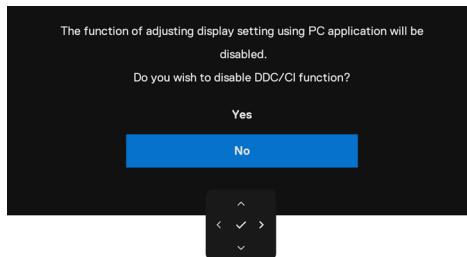 The function of adjusting display setting using PC application will be
disabled.
Do you wish to disable DDC/CI function?
Yes
No